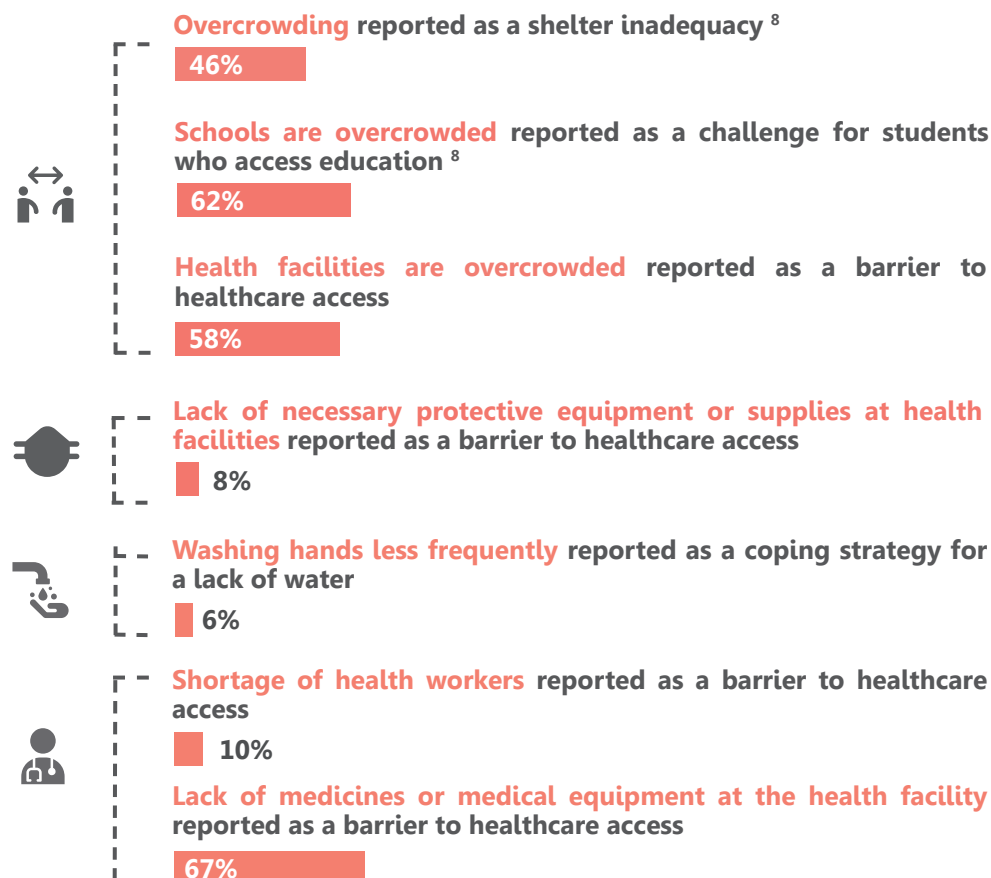 Overcrowding reported as a shelter inadequacy ⁸
46%
Schools are overcrowded reported as a challenge for students
who access education ⁸
62%
Health facilities are overcrowded reported as a barrier to
healthcare access
58%
Lack of necessary protective equipment or supplies at health
facilities reported as a barrier to healthcare access
8%
Washing hands less frequently reported as a coping strategy for
a lack of water
6%
Shortage of health workers reported as a barrier to healthcare
access
10%
Lack of medicines or medical equipment at the health facility
reported as a barrier to healthcare access
67%